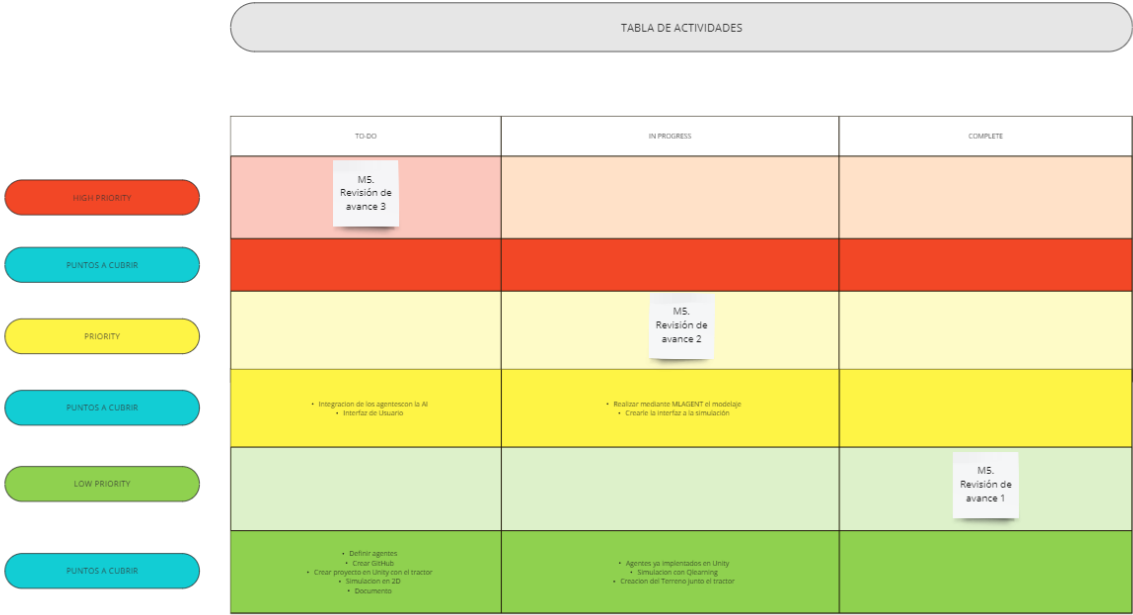 TABLA DE ACTIVIDADES
TO-DO
IN PROGRESS
COMPLETE
HIGH PRIORITY
M5.
Revisión de
avance 3
PUNTOS A CUBRIR
PRIORITY
M5.
Revisión de
avance 2
PUNTOS A CUBRIR
• Integracion de los agentescon la AI
• Interfaz de Usuario
• Realizar mediante MLAGENT el modelaje
• Crearle la interfaz a la simulación
LOW PRIORITY
M5.
Revisión de
avance 1
PUNTOS A CUBRIR
• Definir agentes
• Crear GitHub
• Crear proyecto en Unity con el tractor
• Simulacion en 2D
• Documento
• Agentes ya implentados en Unity
• Simulacion con Qlearning
• Creacion del Terreno junto el tractor